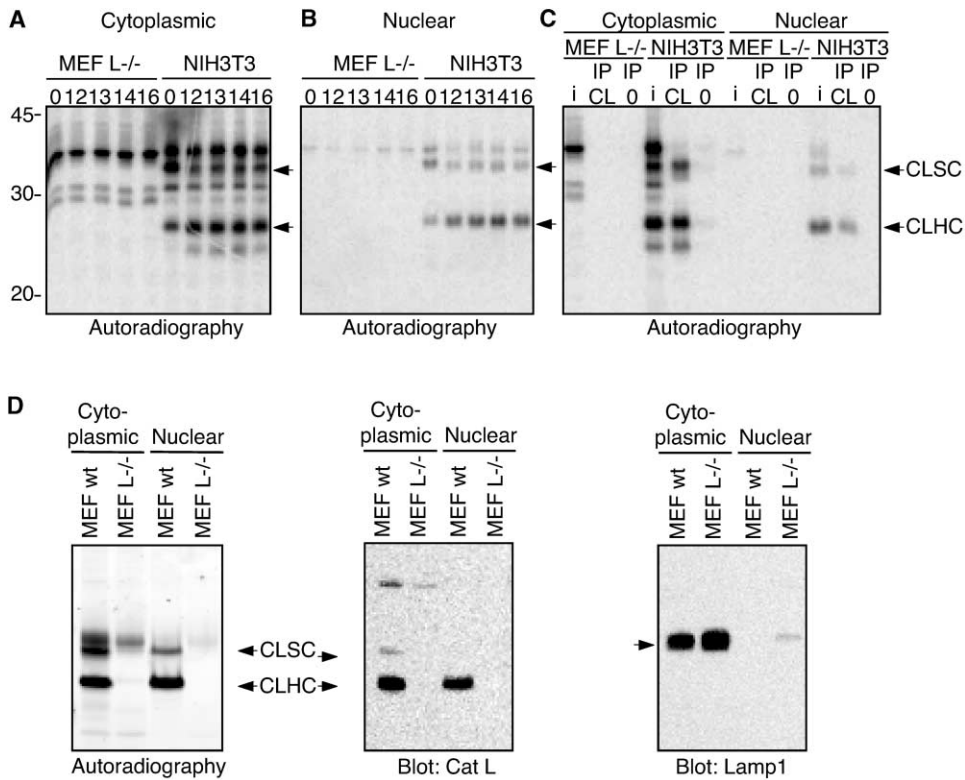 A Cytoplasmic
MEF L-/- NIH3T3
0 12 13 14 16 0 12 13 14 16
45-
30-
20-
Autoradiography
B Nuclear
MEF L-/- NIH3T3
0 12 13 14 16 0 12 13 14 16
Autoradiography
C Cytoplasmic Nuclear
MEF L-/- NIH3T3 MEF L-/- NIH3T3
IP IP IP IP IP IP IP IP
i CL 0 i CL 0 i CL 0 i CL 0
CLSC
CLHC
Autoradiography
D
Cyto-
plasmic Nuclear
MEF wt MEF L-/- MEF wt MEF L-/-
Autoradiography
CLSC
CLHC
Cyto-
plasmic Nuclear
MEF wt MEF L-/- MEF wt MEF L-/-
Blot: Cat L
Cyto-
plasmic Nuclear
MEF wt MEF L-/- MEF wt MEF L-/-
Blot: Lamp1